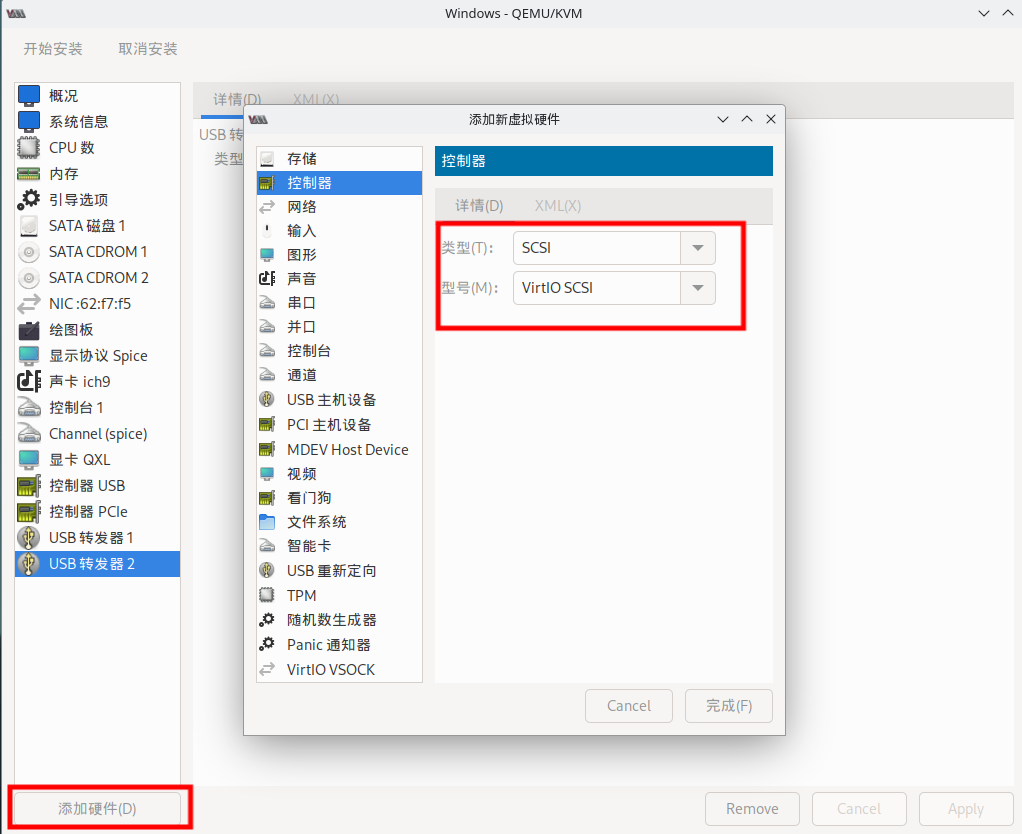 Windows - QEMU/KVM
开始安装 取消安装
概况
系统信息
CPU 数
内存
引导选项
SATA 磁盘 1
SATA CDROM 1
SATA CDROM 2
NIC :62:f7:f5
绘图板
显示协议 Spice
声卡 ich9
控制台 1
Channel (spice)
显卡 QXL
控制器 USB
控制器 PCIe
USB 转发器 1
USB 转发器 2
添加硬件(D)
详情(D) XML(X)
USB 转
类型
添加新虚拟硬件
存储
控制器
网络
输入
图形
声音
串口
并口
控制台
通道
USB 主机设备
PCI 主机设备
MDEV Host Device
视频
看门狗
文件系统
智能卡
USB 重新定向
TPM
随机数生成器
Panic 通知器
VirtIO VSOCK
控制器
详情(D) XML(X)
类型(T): SCSI
型号(M): VirtIO SCSI
Cancel 完成(F)
Remove Cancel Apply